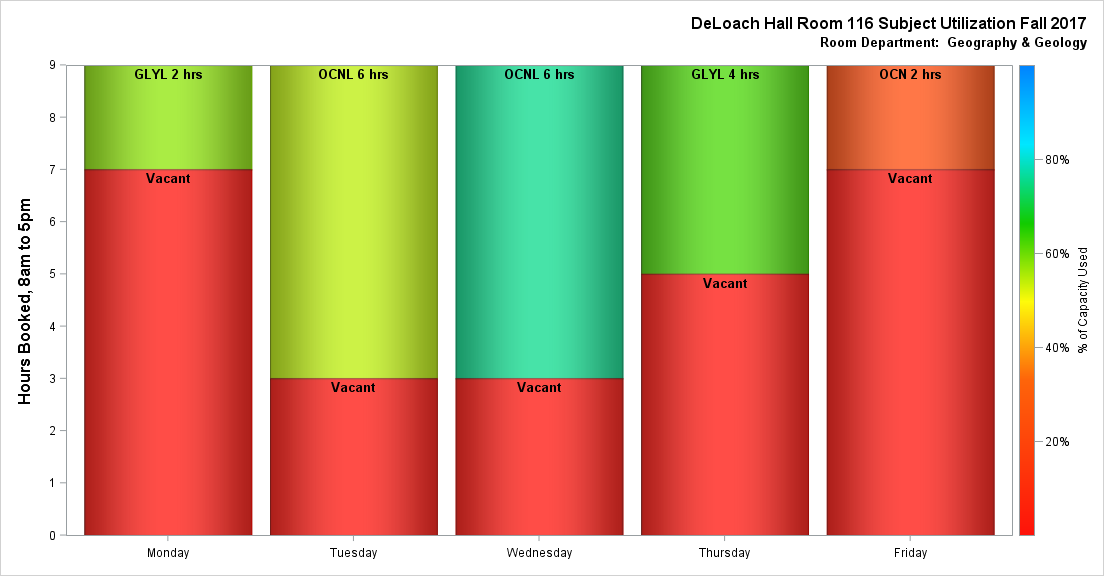 DeLoach Hall Room 116 Subject Utilization Fall 2017
Room Department:  Geography & Geology
Hours Booked, 8am to 5pm
9
8
7
6
5
4
3
2
1
0
GLYL 2 hrs
Vacant
OCNL 6 hrs
Vacant
OCNL 6 hrs
Vacant
GLYL 4 hrs
Vacant
OCN 2 hrs
Vacant
Monday
Tuesday
Wednesday
Thursday
Friday
80%
60%
40%
20%
% of Capacity Used